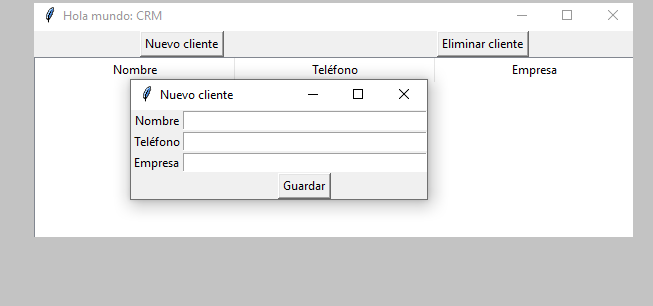 Hola mundo: CRM
Nuevo cliente Eliminar cliente
Nombre Teléfono Empresa
Nuevo cliente
Nombre
Teléfono
Empresa
Guardar